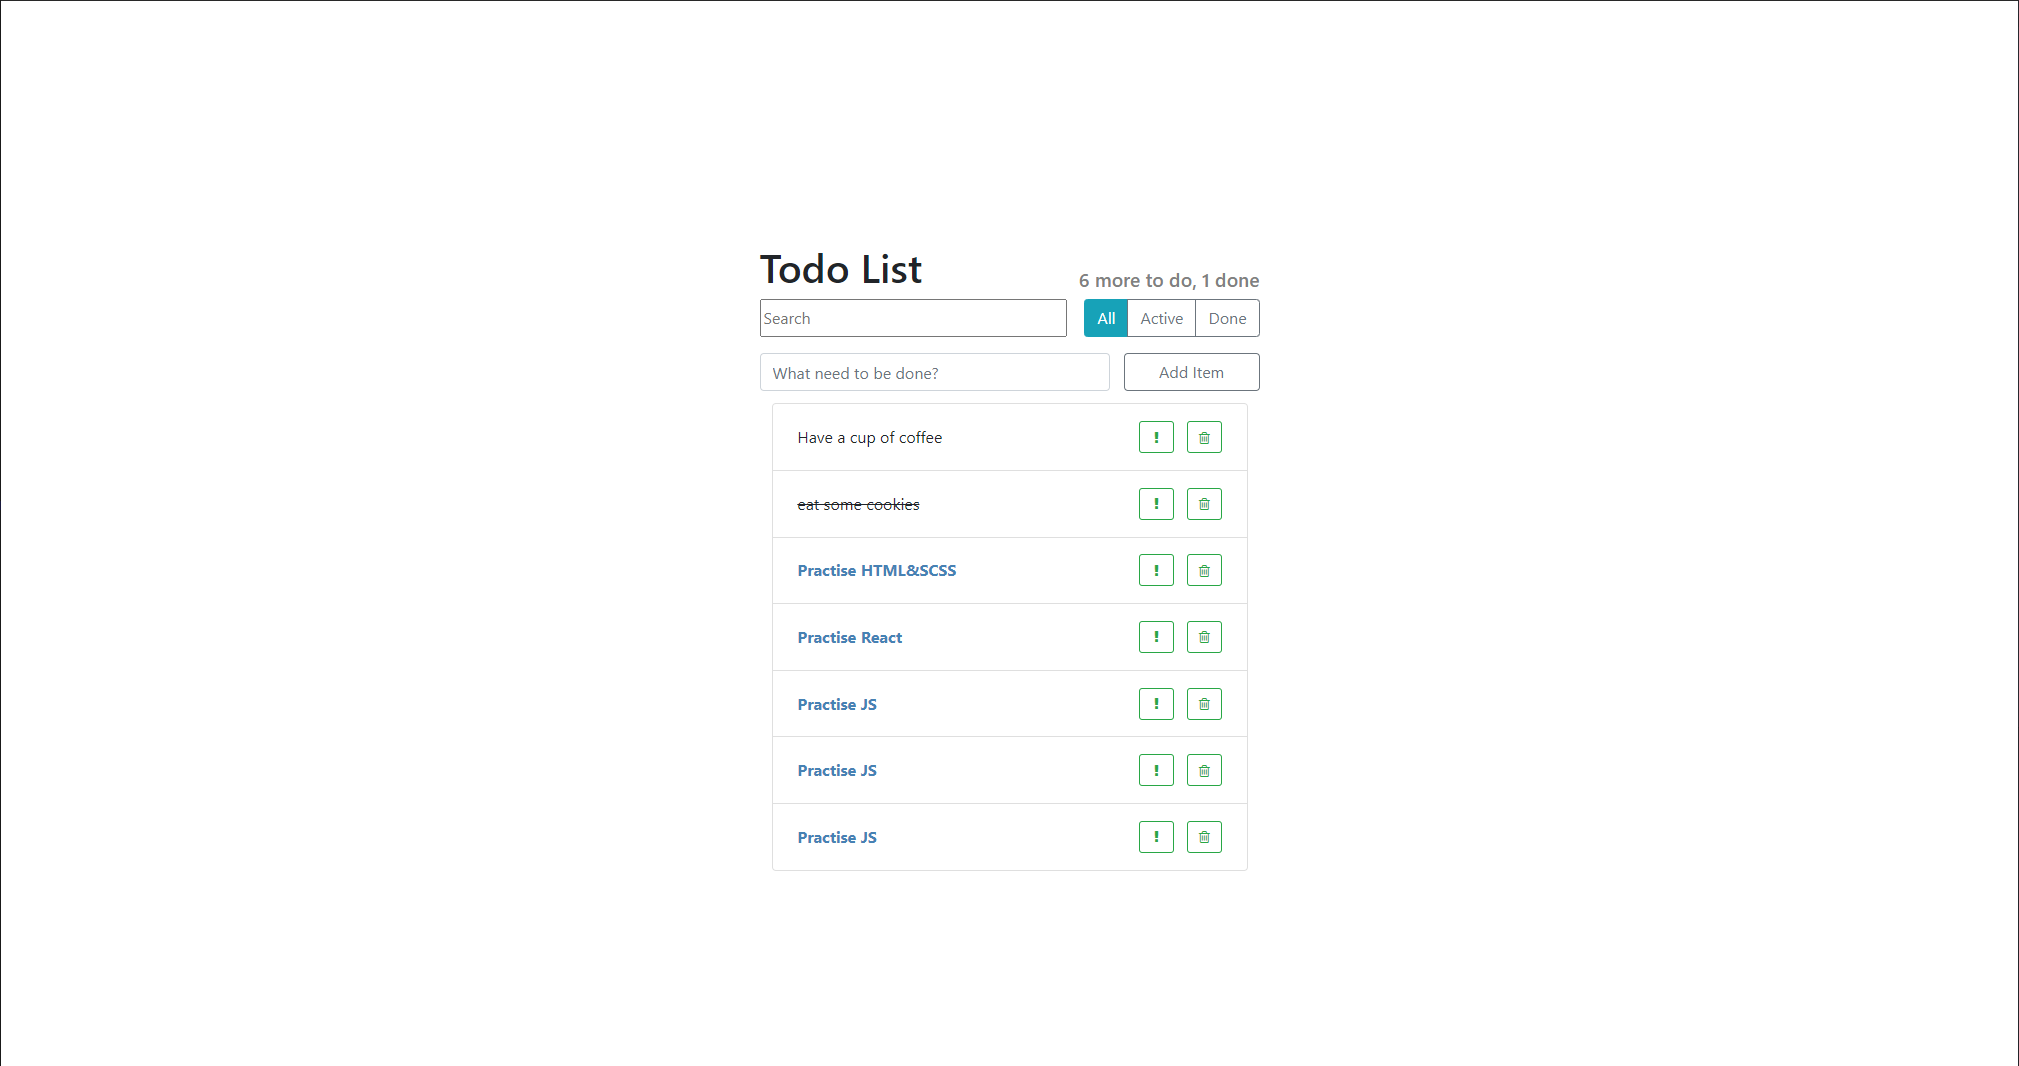 Todo List
6 more to do, 1 done
Search
All Active Done
What need to be done?
Add Item
Have a cup of coffee
eat some cookies
Practise HTML&SCSS
Practise React
Practise JS
Practise JS
Practise JS